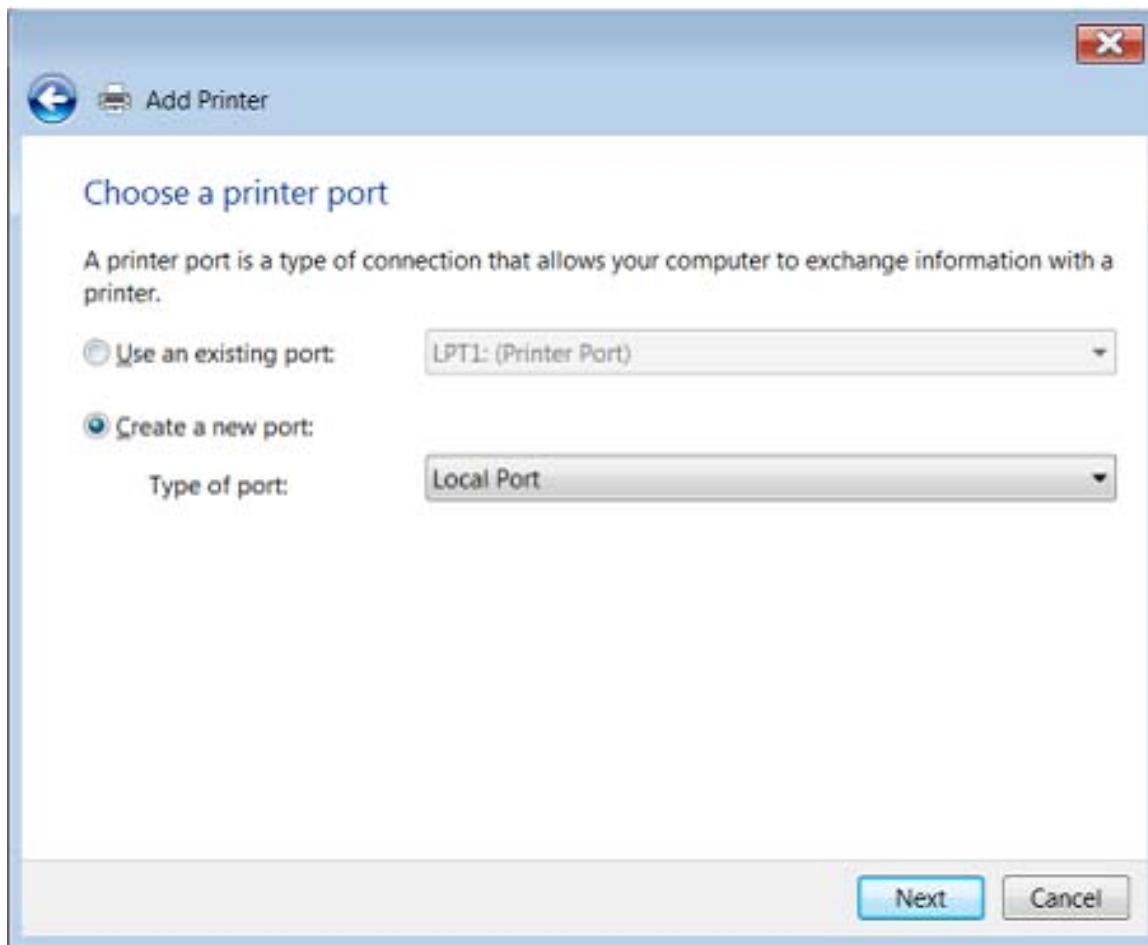 Add Printer
Choose a printer port
A printer port is a type of connection that allows your computer to exchange information with a
printer.
Use an existing port:
LPT1: (Printer Port)
Create a new port:
Type of port:
Local Port
Next
Cancel